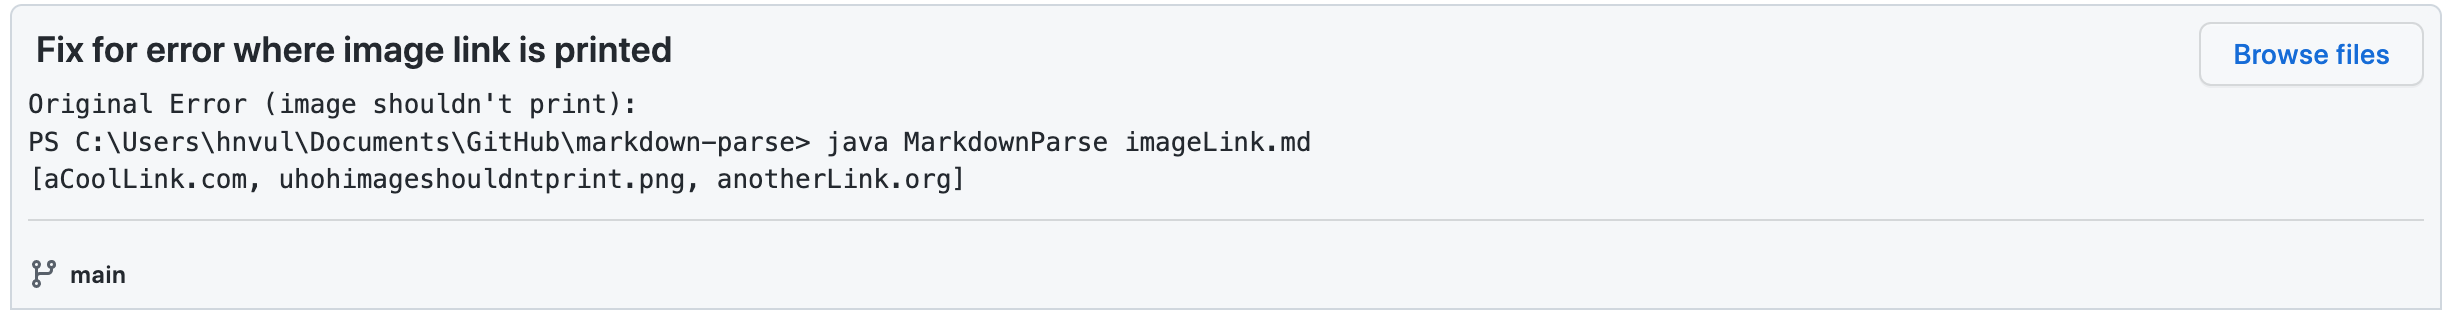 Fix for error where image link is printed
Browse files
Original Error (image shouldn't print):
PS C:\Users\hnvul\Documents\GitHub\markdown-parse> java MarkdownParse imageLink.md
[aCoolLink.com, uhohimageshouldntprint.png, anotherLink.org]
main